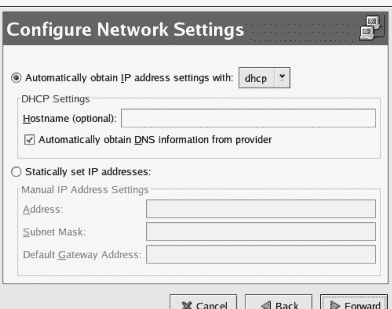 Configure Network Settings
Automatically obtain IP address settings with: dhcp
DHCP Settings
Hostname (optional):
Automatically obtain DNS information from provider
Statically set IP addresses:
Manual IP Address Settings
Address:
Subnet Mask:
Default Gateway Address:
Cancel Back Forward